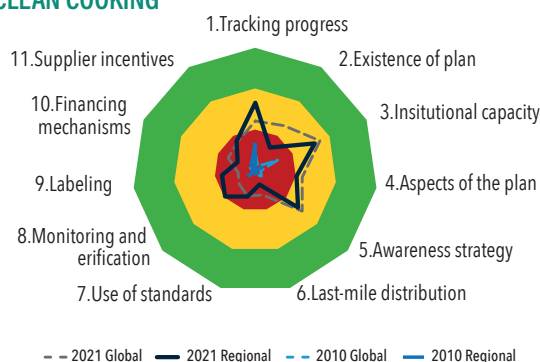 CLEAN COOKING
1.Tracking progress
11.Supplier incentives
2.Existence of plan
10.Financing
mechanisms
3.Insitutional capacity
9.Labeling
4.Aspects of the plan
8.Monitoring and
erification
5.Awareness strategy
7.Use of standards
6.Last-mile distribution
2021 Global 2021 Regional 2010 Global 2010 Regional